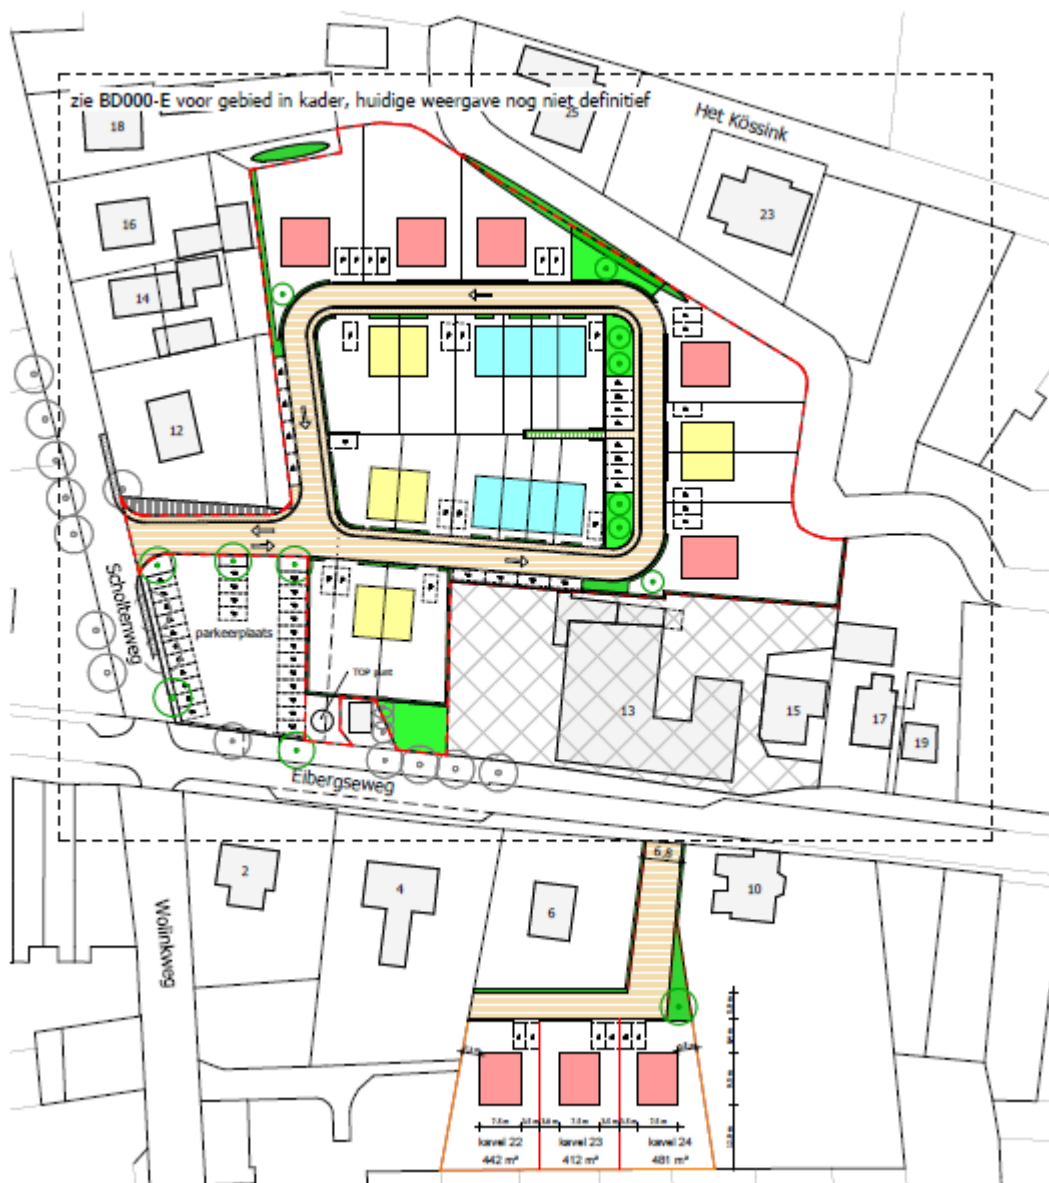 zie BD000-E voor gebied in kader, huidige weergave nog niet definitief
18
25
Het Kössink
23
16
14
12
Scholtenweg
parkeerplaats
TOP punt
13
15
17
19
Eibergseweg
6,8
2
4
6
10
Wolinkweg
kavel 22
442 m²
kavel 23
412 m²
kavel 24
481 m²